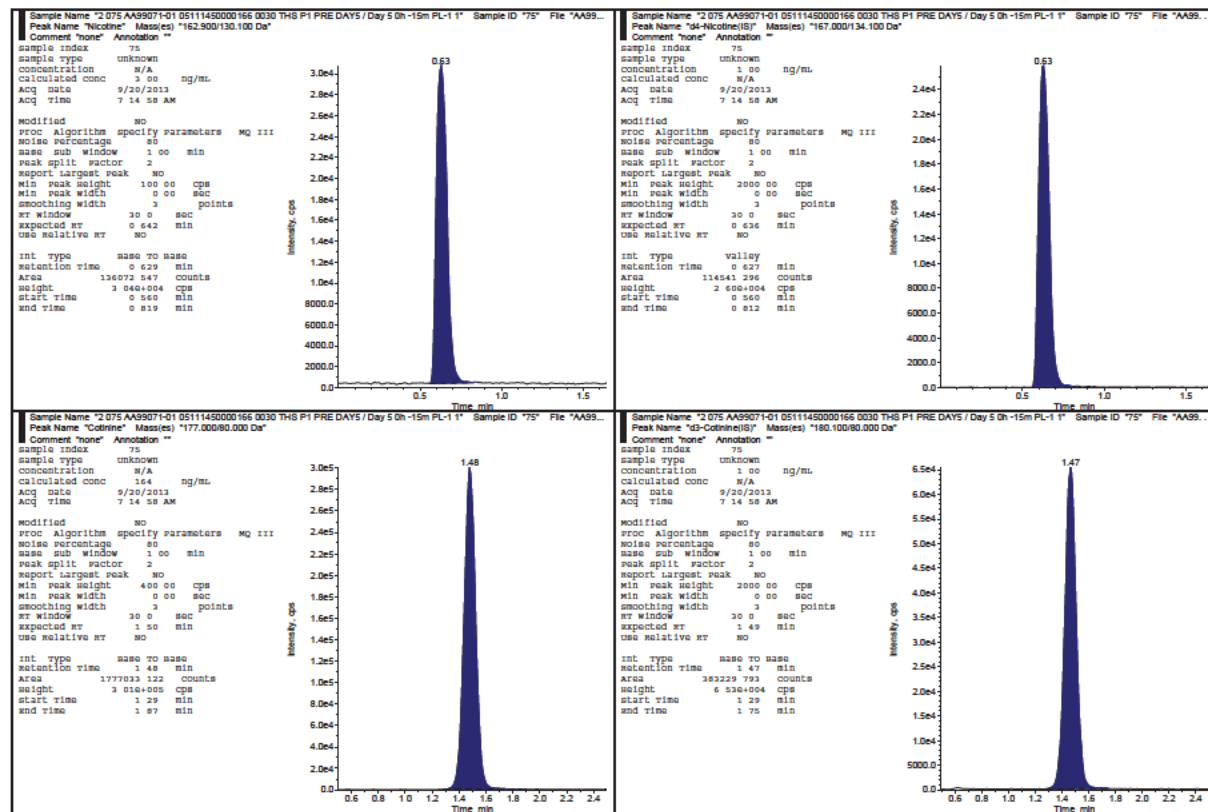 Sample Name "2 075 AA99071-01 05111450000166 0030 THS P1 PRE DAY5 / Day 5 0h -15m PL-1 1" Sample ID "75" File "AA99...
Peak Name "Nicotine" Mass(es) "162.900/130.100 Da"
Comment "none" Annotation ""
Sample Index 75
Sample Type Unknown
Concentration N/A
Calculated Conc 3 00 ng/mL
Acq Date 9/20/2013
Acq Time 7 14 58 AM
Modified NO
Proc Algorithm Specify Parameters MQ III
Noise Percentage 80
Base Sub Window 1 00 min
Peak Split Factor 2
Report Largest Peak NO
Min Peak Height 100 00 cps
Min Peak Width 0 00 sec
Smoothing Width 3 points
RT Window 30 0 sec
Expected RT 0 642 min
Use Relative RT NO
Int Type Base To Base
Retention Time 0 629 min
Area 136072 547 counts
Height 3 04e+004 cps
Start Time 0 560 min
End Time 0 819 min
0.63
3.0e4
2.8e4
2.6e4
2.4e4
2.2e4
2.0e4
1.8e4
1.6e4
1.4e4
1.2e4
1.0e4
8000.0
6000.0
4000.0
2000.0
0.0
Intensity, cps
0.5 1.0 1.5
Time, min
Sample Name "2 075 AA99071-01 05111450000166 0030 THS P1 PRE DAY5 / Day 5 0h -15m PL-1 1" Sample ID "75" File "AA99...
Peak Name "d4-Nicotine(IS)" Mass(es) "167.000/134.100 Da"
Comment "none" Annotation ""
Sample Index 75
Sample Type Unknown
Concentration 1 00 ng/mL
Calculated Conc N/A
Acq Date 9/20/2013
Acq Time 7 14 58 AM
Modified NO
Proc Algorithm Specify Parameters MQ III
Noise Percentage 80
Base Sub Window 1 00 min
Peak Split Factor 2
Report Largest Peak NO
Min Peak Height 2000 00 cps
Min Peak Width 0 00 sec
Smoothing Width 3 points
RT Window 30 0 sec
Expected RT 0 636 min
Use Relative RT NO
Int Type Valley
Retention Time 0 627 min
Area 114541 296 counts
Height 2 60e+004 cps
Start Time 0 560 min
End Time 0 812 min
0.63
2.4e4
2.2e4
2.0e4
1.8e4
1.6e4
1.4e4
1.2e4
1.0e4
8000.0
6000.0
4000.0
2000.0
0.0
Intensity, cps
0.5 1.0 1.5
Time, min
Sample Name "2 075 AA99071-01 05111450000166 0030 THS P1 PRE DAY5 / Day 5 0h -15m PL-1 1" Sample ID "75" File "AA99...
Peak Name "Cotinine" Mass(es) "177.000/80.000 Da"
Comment "none" Annotation ""
Sample Index 75
Sample Type Unknown
Concentration N/A
Calculated Conc 164 ng/mL
Acq Date 9/20/2013
Acq Time 7 14 58 AM
Modified NO
Proc Algorithm Specify Parameters MQ III
Noise Percentage 80
Base Sub Window 1 00 min
Peak Split Factor 2
Report Largest Peak NO
Min Peak Height 400 00 cps
Min Peak Width 0 00 sec
Smoothing Width 3 points
RT Window 30 0 sec
Expected RT 1 50 min
Use Relative RT NO
Int Type Base To Base
Retention Time 1 48 min
Area 1777033 122 counts
Height 3 01e+005 cps
Start Time 1 29 min
End Time 1 87 min
1.48
3.0e5
2.8e5
2.6e5
2.4e5
2.2e5
2.0e5
1.8e5
1.6e5
1.4e5
1.2e5
1.0e5
8.0e4
6.0e4
4.0e4
2.0e4
0.0
Intensity, cps
0.6 0.8 1.0 1.2 1.4 1.6 1.8 2.0 2.2 2.4
Time, min
Sample Name "2 075 AA99071-01 05111450000166 0030 THS P1 PRE DAY5 / Day 5 0h -15m PL-1 1" Sample ID "75" File "AA99...
Peak Name "d3-Cotinine(IS)" Mass(es) "180.100/80.000 Da"
Comment "none" Annotation ""
Sample Index 75
Sample Type Unknown
Concentration 1 00 ng/mL
Calculated Conc N/A
Acq Date 9/20/2013
Acq Time 7 14 58 AM
Modified NO
Proc Algorithm Specify Parameters MQ III
Noise Percentage 80
Base Sub Window 1 00 min
Peak Split Factor 2
Report Largest Peak NO
Min Peak Height 2000 00 cps
Min Peak Width 0 00 sec
Smoothing Width 3 points
RT Window 30 0 sec
Expected RT 1 49 min
Use Relative RT NO
Int Type Base To Base
Retention Time 1 47 min
Area 383229 793 counts
Height 6 53e+004 cps
Start Time 1 29 min
End Time 1 75 min
1.47
6.5e4
6.0e4
5.5e4
5.0e4
4.5e4
4.0e4
3.5e4
3.0e4
2.5e4
2.0e4
1.5e4
1.0e4
5000.0
0.0
Intensity, cps
0.6 0.8 1.0 1.2 1.4 1.6 1.8 2.0 2.2 2.4
Time, min